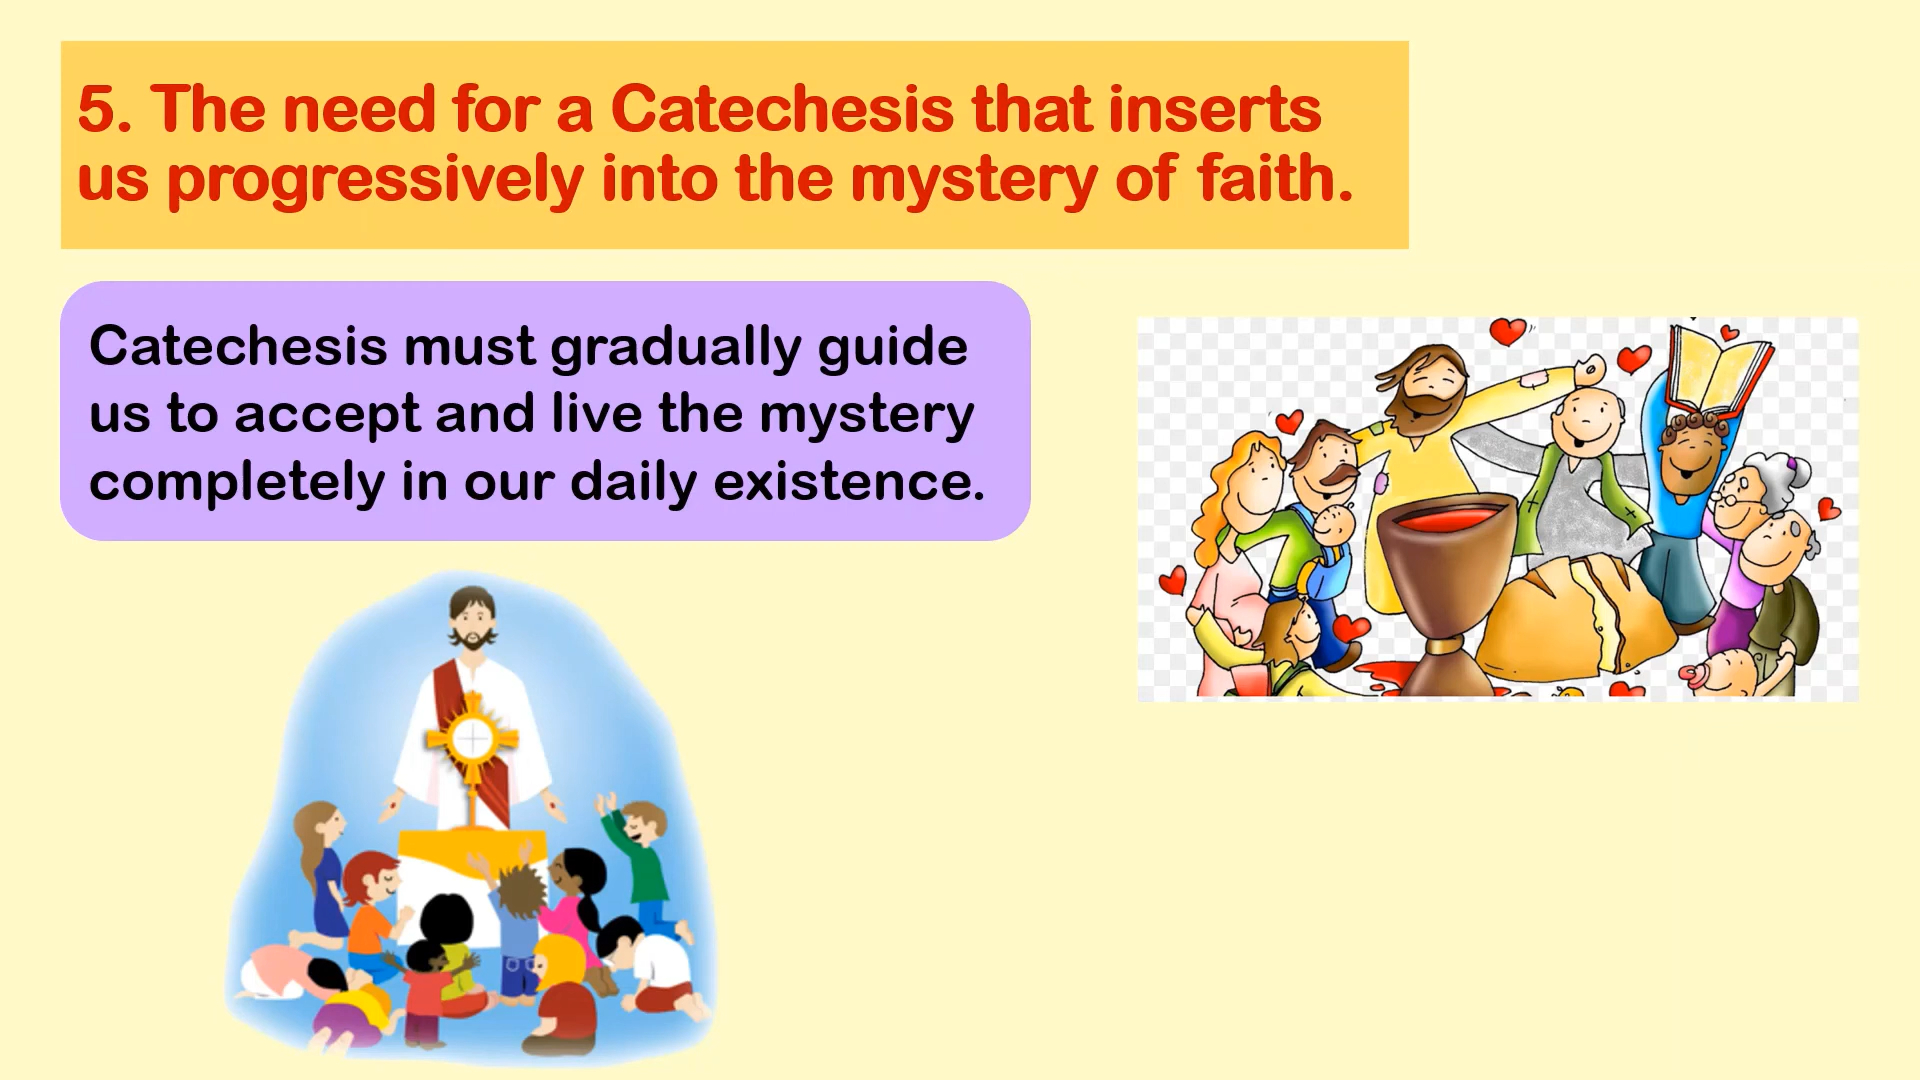 5. The need for a Catechesis that inserts
us progressively into the mystery of faith.
Catechesis must gradually guide
us to accept and live the mystery
completely in our daily existence.